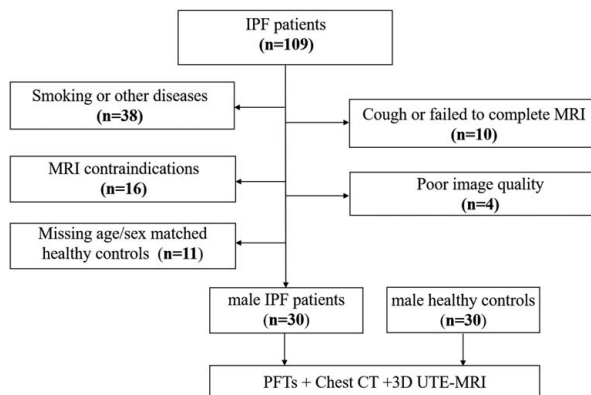 IPF patients
(n=109)
Smoking or other diseases
(n=38)
Cough or failed to complete MRI
(n=10)
MRI contraindications
(n=16)
Poor image quality
(n=4)
Missing age/sex matched
healthy controls (n=11)
male IPF patients
(n=30)
male healthy controls
(n=30)
PFTs + Chest CT +3D UTE-MRI